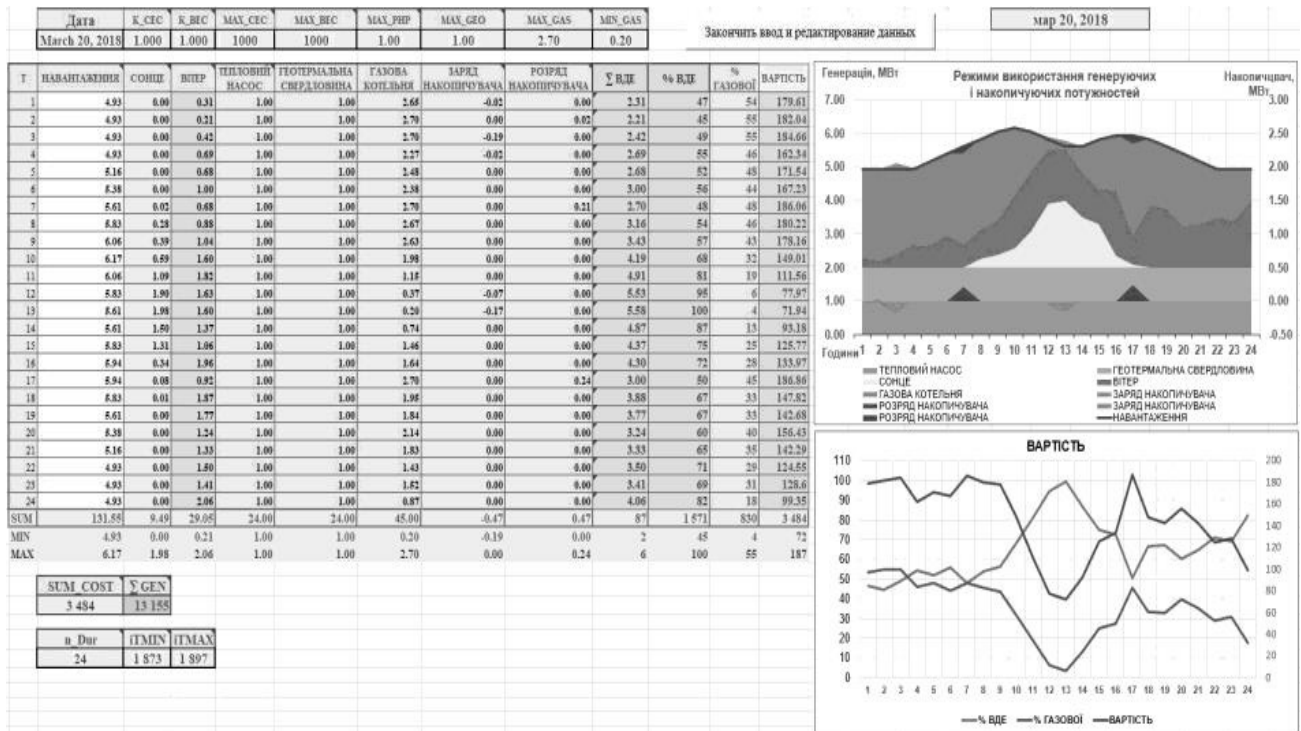 Дата K_CEC K_BEC MAX_CEC MAX_BEC MAX_PHP MAX_GEO MAX_GAS MIN_GAS
March 20, 2018 1.000 1.000 1000 1000 1.00 1.00 2.70 0.20
Закончить ввод и редактирование данных
мар 20, 2018
T НАВАНТАЖЕННЯ СОНЦЕ ВІТЕР ТЕПЛОВИЙ НАСОС ГЕОТЕРМАЛЬНА СВЕРДЛОВИНА ГАЗОВА КОТЕЛЬНЯ ЗАРЯД НАКОПИЧУВАЧА РОЗРЯД НАКОПИЧУВАЧА Σ ВДЕ % ВДЕ % ГАЗОВОЇ ВАРТІСТЬ
1 4.93 0.00 0.31 1.00 1.00 2.65 -0.02 0.00 2.31 47 54 179.61
2 4.93 0.00 0.21 1.00 1.00 2.70 0.00 0.02 2.21 45 55 182.04
3 4.93 0.00 0.42 1.00 1.00 2.70 -0.19 0.00 2.42 49 55 184.66
4 4.93 0.00 0.69 1.00 1.00 2.27 -0.02 0.00 2.69 55 46 162.34
5 5.16 0.00 0.68 1.00 1.00 2.48 0.00 0.00 2.68 52 48 171.54
6 5.38 0.00 1.00 1.00 1.00 2.38 0.00 0.00 3.00 56 44 167.23
7 5.61 0.02 0.68 1.00 1.00 2.70 0.00 0.21 2.70 48 48 186.06
8 5.83 0.28 0.88 1.00 1.00 2.67 0.00 0.00 3.16 54 46 180.22
9 6.06 0.39 1.04 1.00 1.00 2.63 0.00 0.00 3.43 57 43 178.16
10 6.17 0.59 1.60 1.00 1.00 1.98 0.00 0.00 4.19 68 32 149.01
11 6.06 1.09 1.82 1.00 1.00 1.15 0.00 0.00 4.91 81 19 111.56
12 5.83 1.90 1.63 1.00 1.00 0.37 -0.07 0.00 5.53 95 6 77.97
13 5.61 1.98 1.60 1.00 1.00 0.20 -0.17 0.00 5.58 100 4 71.94
14 5.61 1.50 1.37 1.00 1.00 0.74 0.00 0.00 4.87 87 13 93.18
15 5.83 1.31 1.06 1.00 1.00 1.46 0.00 0.00 4.37 75 25 125.77
16 5.94 0.34 1.96 1.00 1.00 1.64 0.00 0.00 4.30 72 28 133.97
17 5.94 0.08 0.92 1.00 1.00 2.70 0.00 0.24 3.00 50 45 186.86
18 5.83 0.01 1.87 1.00 1.00 1.95 0.00 0.00 3.88 67 33 147.82
19 5.61 0.00 1.77 1.00 1.00 1.84 0.00 0.00 3.77 67 33 142.68
20 5.38 0.00 1.24 1.00 1.00 2.14 0.00 0.00 3.24 60 40 156.43
21 5.16 0.00 1.33 1.00 1.00 1.83 0.00 0.00 3.33 65 35 142.29
22 4.93 0.00 1.50 1.00 1.00 1.43 0.00 0.00 3.50 71 29 124.55
23 4.93 0.00 1.41 1.00 1.00 1.52 0.00 0.00 3.41 69 31 128.6
24 4.93 0.00 2.06 1.00 1.00 0.87 0.00 0.00 4.06 82 18 99.35
SUM 131.55 9.49 29.05 24.00 24.00 45.00 -0.47 0.47 87 1 571 830 3 484
MIN 4.93 0.00 0.21 1.00 1.00 0.20 -0.19 0.00 2 45 4 72
MAX 6.17 1.98 2.06 1.00 1.00 2.70 0.00 0.24 6 100 55 187
SUM_COST Σ GEN
3 484 13 155
n_Dur iTMIN iTMAX
24 1 873 1 897
Генерація, МВт
Режими використання генеруючих
і накопичуючих потужностей
Накопичувач,
МВт
7.00 3.00
6.00 2.50
5.00 2.00
4.00 1.50
3.00 1.00
2.00 0.50
1.00 0.00
0.00 -0.50
Години 1 2 3 4 5 6 7 8 9 10 11 12 13 14 15 16 17 18 19 20 21 22 23 24
ТЕПЛОВИЙ НАСОС ГЕОТЕРМАЛЬНА СВЕРДЛОВИНА
СОНЦЕ ВІТЕР
ГАЗОВА КОТЕЛЬНЯ ЗАРЯД НАКОПИЧУВАЧА
РОЗРЯД НАКОПИЧУВАЧА ЗАРЯД НАКОПИЧУВАЧА
РОЗРЯД НАКОПИЧУВАЧА НАВАНТАЖЕННЯ
ВАРТІСТЬ
110 200
100 180
90 160
80 140
70 120
60 100
50 80
40 60
30 40
20 20
10 0
0
1 2 3 4 5 6 7 8 9 10 11 12 13 14 15 16 17 18 19 20 21 22 23 24
% ВДЕ % ГАЗОВОЇ ВАРТІСТЬ